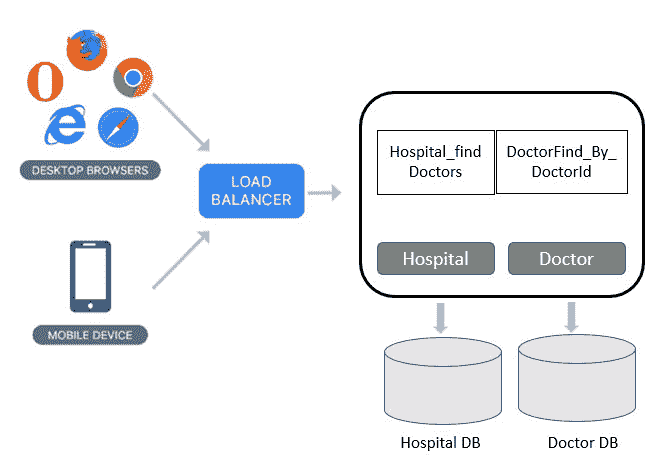 DESKTOP BROWSERS
LOAD
BALANCER
MOBILE DEVICE
Hospital_find
Doctors
DoctorFind_By_
DoctorId
Hospital
Doctor
Hospital DB
Doctor DB